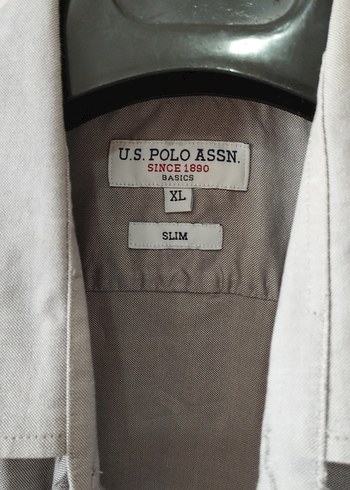 U.S. POLO ASSN.
SINCE 1890
BASICS
XL
SLIM